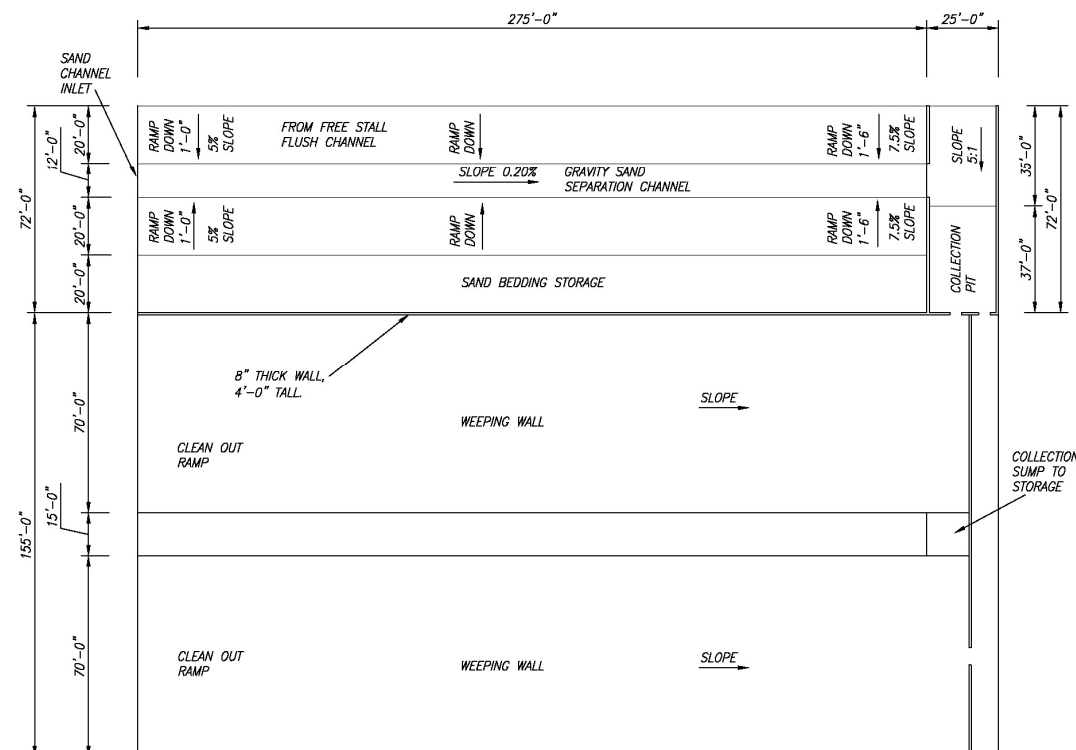 275'-0"
25'-0"
SAND
CHANNEL
INLET
72'-0"
12'-0"
20'-0"
20'-0"
20'-0"
RAMP
DOWN
1'-0"
5%
SLOPE
FROM FREE STALL
FLUSH CHANNEL
RAMP
DOWN
RAMP
DOWN
1'-6"
7.5%
SLOPE
SLOPE
5:1
35'-0"
72'-0"
37'-0"
SLOPE 0.20%
GRAVITY SAND
SEPARATION CHANNEL
RAMP
DOWN
1'-0"
5%
SLOPE
RAMP
DOWN
RAMP
DOWN
1'-6"
7.5%
SLOPE
COLLECTION
PIT
SAND BEDDING STORAGE
8" THICK WALL,
4'-0" TALL.
155'-0"
70'-0"
15'-0"
70'-0"
SLOPE
WEEPING WALL
CLEAN OUT
RAMP
COLLECTION
SUMP TO
STORAGE
CLEAN OUT
RAMP
WEEPING WALL
SLOPE